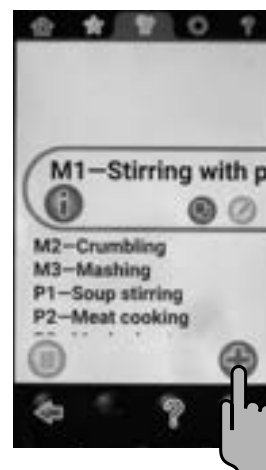 M1–Stirring with p
M2–Crumbling
M3–Mashing
P1–Soup stirring
P2–Meat cooking